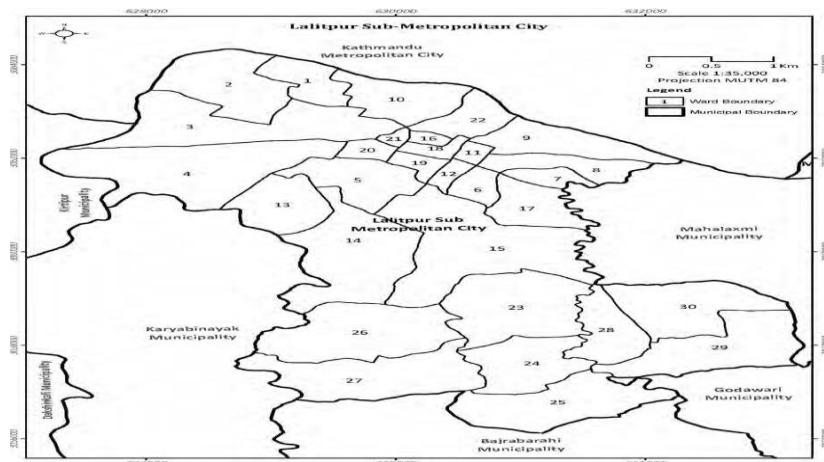 628000 630000 632000
Lalitpur Sub-Metropolitan City
Kathmandu
Metropolitan City
0 0.5 1 Km
Scale 1:35,000
Projection MUTM 84
Legend
1 Ward Boundary
Municipal Boundary
2
1
10
22
3
9
21
16
18
11
20
19
8
4
5
12
6
7
13
17
Kirtipur
Municipality
Lalitpur Sub
Metropolitan City
14
15
Mahalaxmi
Municipality
23
30
Karyabinayak
Municipality
26
28
29
24
27
Dakshinkali Municipality
25
Godawari
Municipality
Bajrabarahi
Municipality